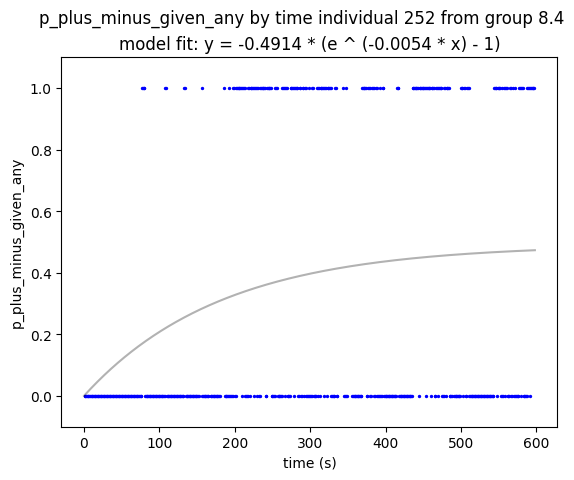 p_plus_minus_given_any by time individual 252 from group 8.4
model fit: y = -0.4914 * (e ^ (-0.0054 * x) - 1)
p_plus_minus_given_any
1.0
0.8
0.6
0.4
0.2
0.0
0 100 200 300 400 500 600
time (s)